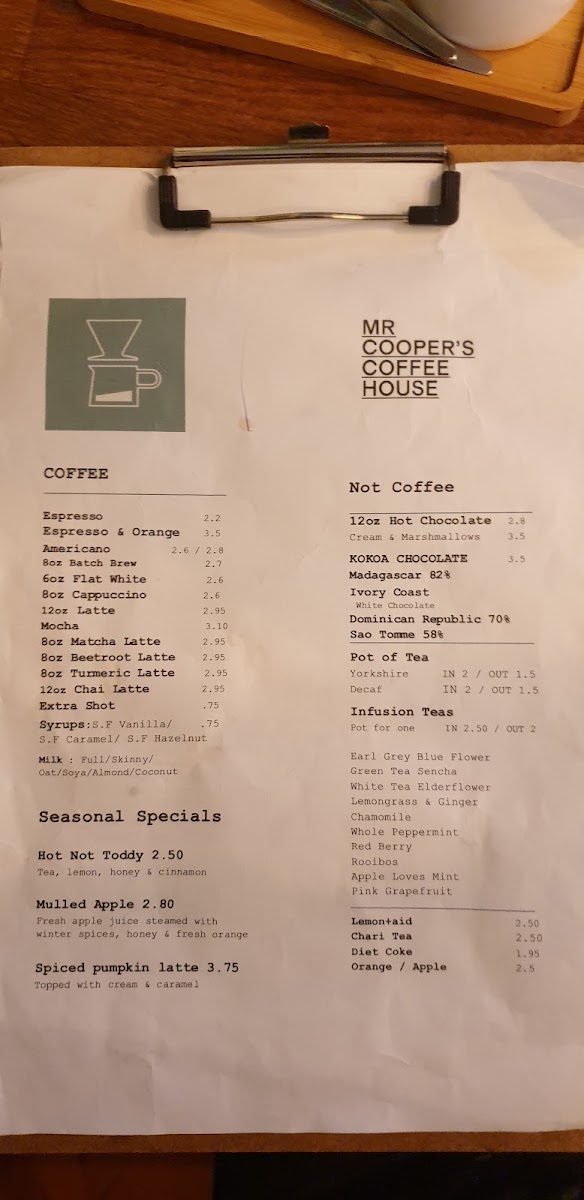 MR
COOPER'S
COFFEE
HOUSE
COFFEE
Espresso 2.2
Espresso & Orange 3.5
Americano 2.6 / 2.8
8oz Batch Brew 2.7
6oz Flat White 2.6
8oz Cappuccino 2.6
12oz Latte 2.95
Mocha 3.10
8oz Matcha Latte 2.95
8oz Beetroot Latte 2.95
8oz Turmeric Latte 2.95
12oz Chai Latte 2.95
Extra Shot .75
Syrups:S.F Vanilla/ .75
S.F Caramel/ S.F Hazelnut
Milk : Full/Skinny/
Oat/Soya/Almond/Coconut
Seasonal Specials
Hot Not Toddy 2.50
Tea, lemon, honey & cinnamon
Mulled Apple 2.80
Fresh apple juice steamed with
winter spices, honey & fresh orange
Spiced pumpkin latte 3.75
Topped with cream & caramel
Not Coffee
12oz Hot Chocolate 2.8
Cream & Marshmallows 3.5
KOKOA CHOCOLATE 3.5
Madagascar 82%
Ivory Coast
White Chocolate
Dominican Republic 70%
Sao Tomme 58%
Pot of Tea
Yorkshire IN 2 / OUT 1.5
Decaf IN 2 / OUT 1.5
Infusion Teas
Pot for one IN 2.50 / OUT 2
Earl Grey Blue Flower
Green Tea Sencha
White Tea Elderflower
Lemongrass & Ginger
Chamomile
Whole Peppermint
Red Berry
Rooibos
Apple Loves Mint
Pink Grapefruit
Lemon+aid 2.50
Chari Tea 2.50
Diet Coke 1.95
Orange / Apple 2.5